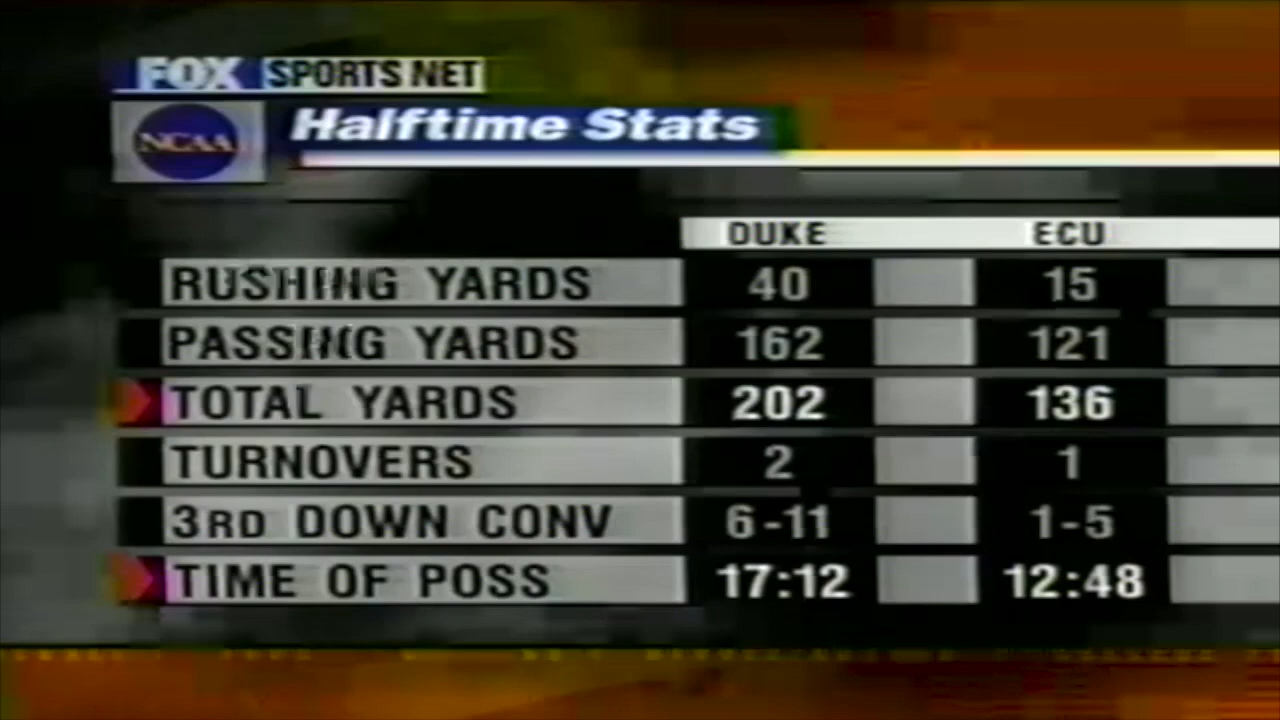 FOX SPORTS NET
NCAA Halftime Stats
DUKE ECU
RUSHING YARDS 40 15
PASSING YARDS 162 121
TOTAL YARDS 202 136
TURNOVERS 2 1
3RD DOWN CONV 6-11 1-5
TIME OF POSS 17:12 12:48